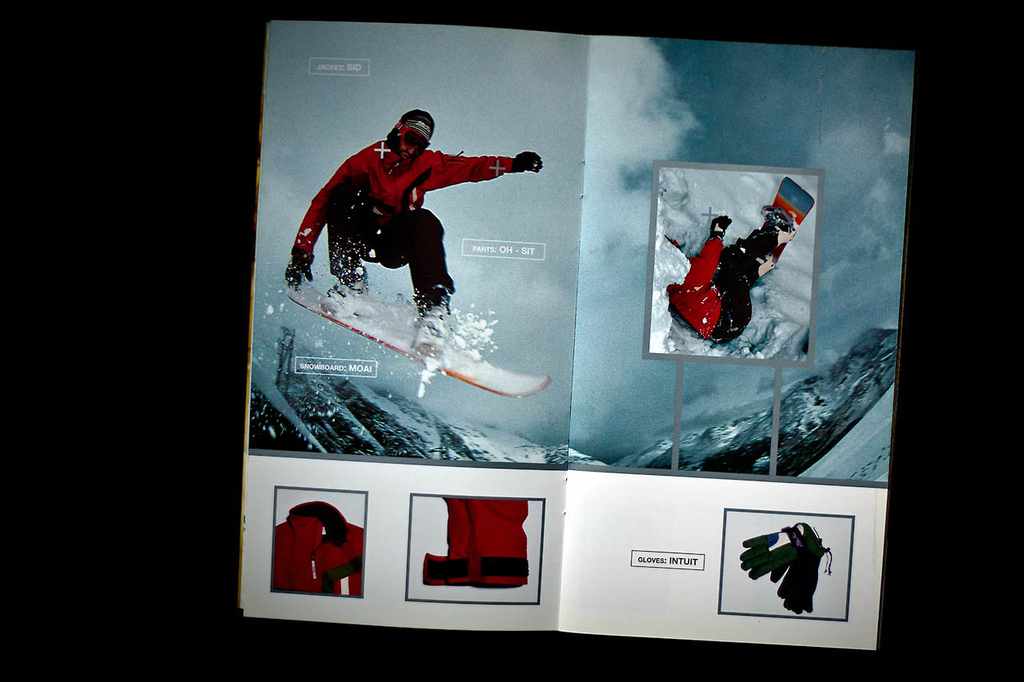 JACKET: SID
PANTS: OH - SIT
SNOWBOARD: MOAI
GLOVES: INTUIT